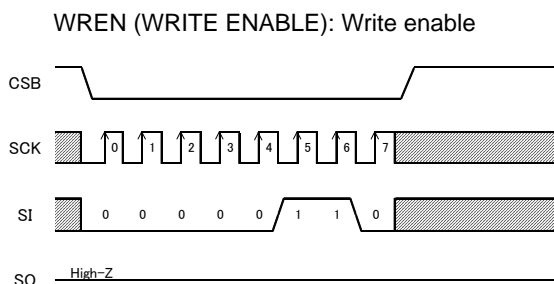 WREN (WRITE ENABLE): Write enable
CSB
SCK
0 1 2 3 4 5 6 7
SI
0 0 0 0 0 1 1 0
High-Z
SO